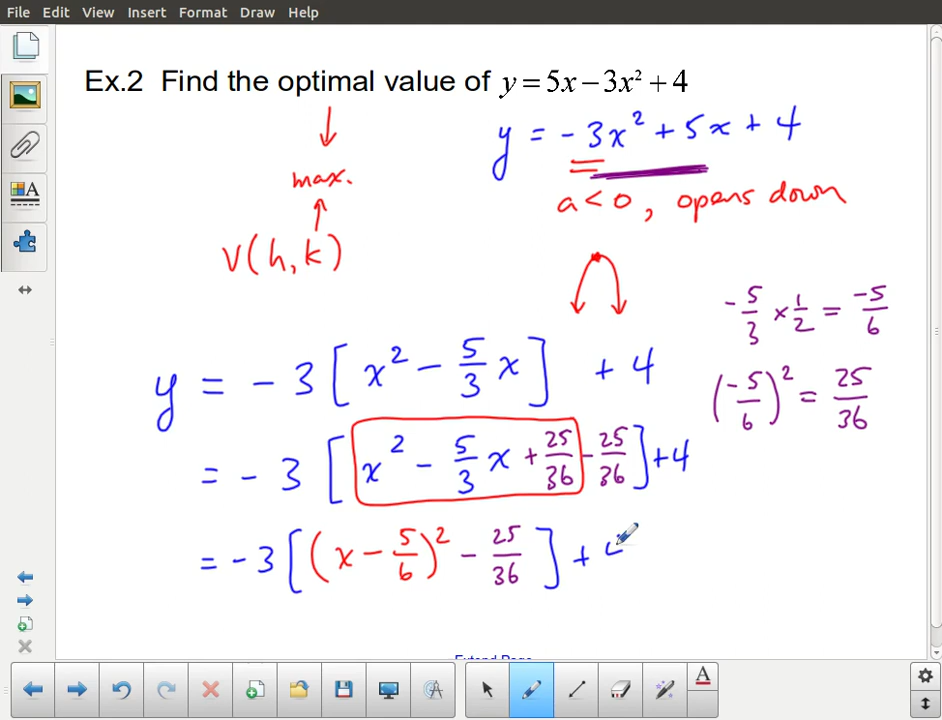 File Edit View Insert Format Draw Help
Ex.2 Find the optimal value of y = 5x − 3x² + 4
y = -3x² + 5x + 4
max.
a < 0, opens down
V(h, k)
-5/3 × 1/2 = -5/6
y = -3[x² - 5/3 x] + 4
(-5/6)² = 25/36
= -3[x² - 5/3 x + 25/36 - 25/36] + 4
= -3[(x - 5/6)² - 25/36] +
Extend Page